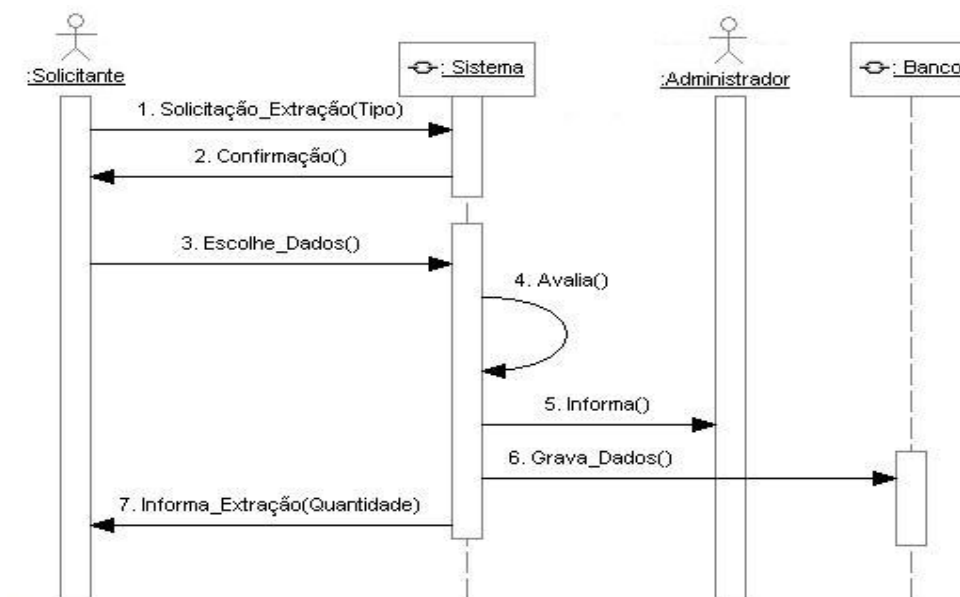 :Solicitante
: Sistema
:Administrador
: Banco
1. Solicitação_Extração(Tipo)
2. Confirmação()
3. Escolhe_Dados()
4. Avalia()
5. Informa()
6. Grava_Dados()
7. Informa_Extração(Quantidade)